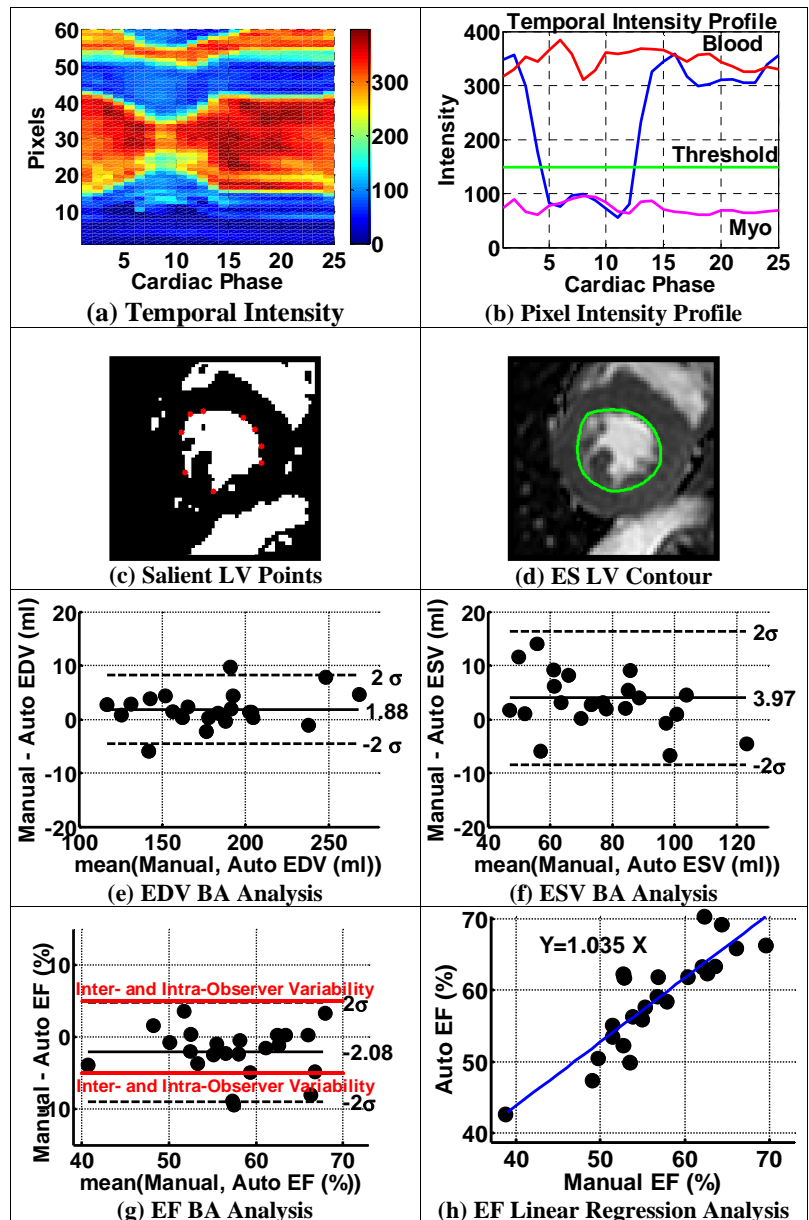 60
50
40
30
20
10
Pixels
5 10 15 20 25
Cardiac Phase
300
200
100
0
(a) Temporal Intensity
400
300
200
100
0
Intensity
Temporal Intensity Profile
Blood
Threshold
Myo
5 10 15 20 25
Cardiac Phase
(b) Pixel Intensity Profile
(c) Salient LV Points
(d) ES LV Contour
20
10
0
-10
-20
Manual - Auto EDV (ml)
2 σ
1.88
-2 σ
100 150 200 250
mean(Manual, Auto EDV (ml))
(e) EDV BA Analysis
20
10
0
-10
-20
Manual - Auto ESV (ml)
2σ
3.97
-2σ
60 80 100 120
mean(Manual, Auto ESV (ml))
(f) ESV BA Analysis
10
0
10
Manual - Auto EF (%)
Inter- and Intra-Observer Variability
2σ
-2.08
Inter- and Intra-Observer Variability
-2σ
40 50 60 70
mean(Manual, Auto EF (%))
(g) EF BA Analysis
70
60
50
40
Auto EF (%)
Y=1.035 X
40 50 60 70
Manual EF (%)
(h) EF Linear Regression Analysis